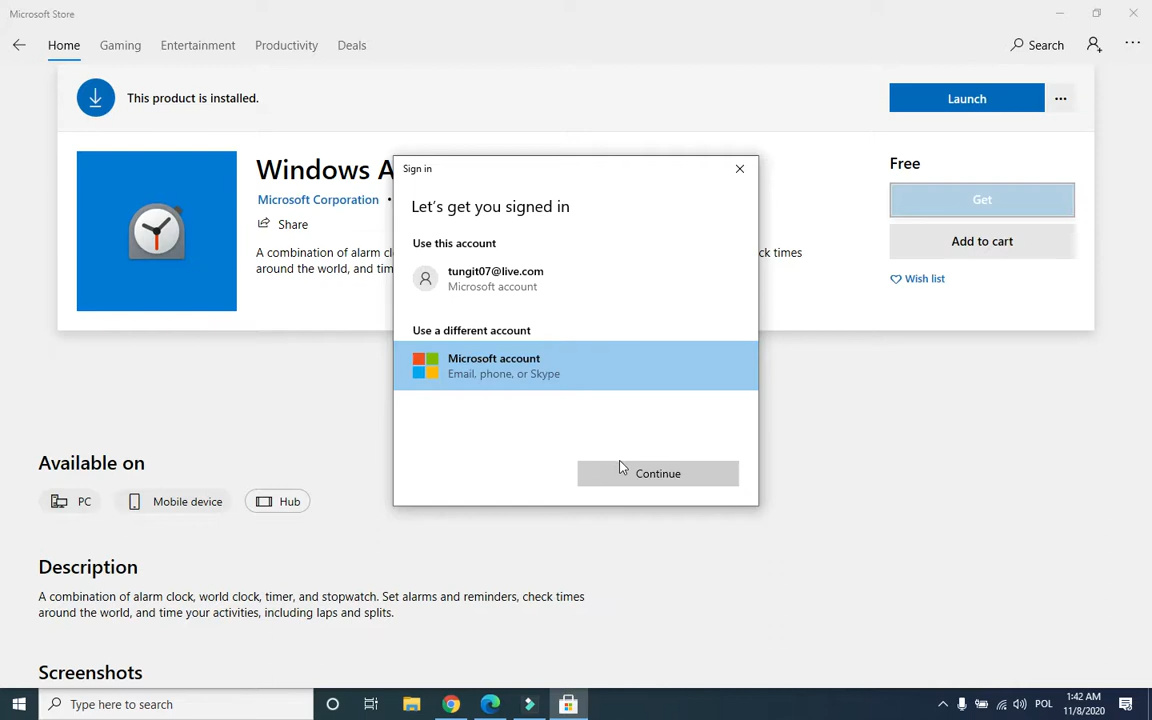 Microsoft Store
Home
Gaming
Entertainment
Productivity
Deals
Search
This product is installed.
Launch
Windows A
Microsoft Corporation •
Share
A combination of alarm cl
ck times
around the world, and tim
Free
Get
Add to cart
Wish list
Sign in
Let's get you signed in
Use this account
tungit07@live.com
Microsoft account
Use a different account
Microsoft account
Email, phone, or Skype
Continue
Available on
PC
Mobile device
Hub
Description
A combination of alarm clock, world clock, timer, and stopwatch. Set alarms and reminders, check times
around the world, and time your activities, including laps and splits.
Screenshots
Type here to search
POL
1:42 AM
11/8/2020